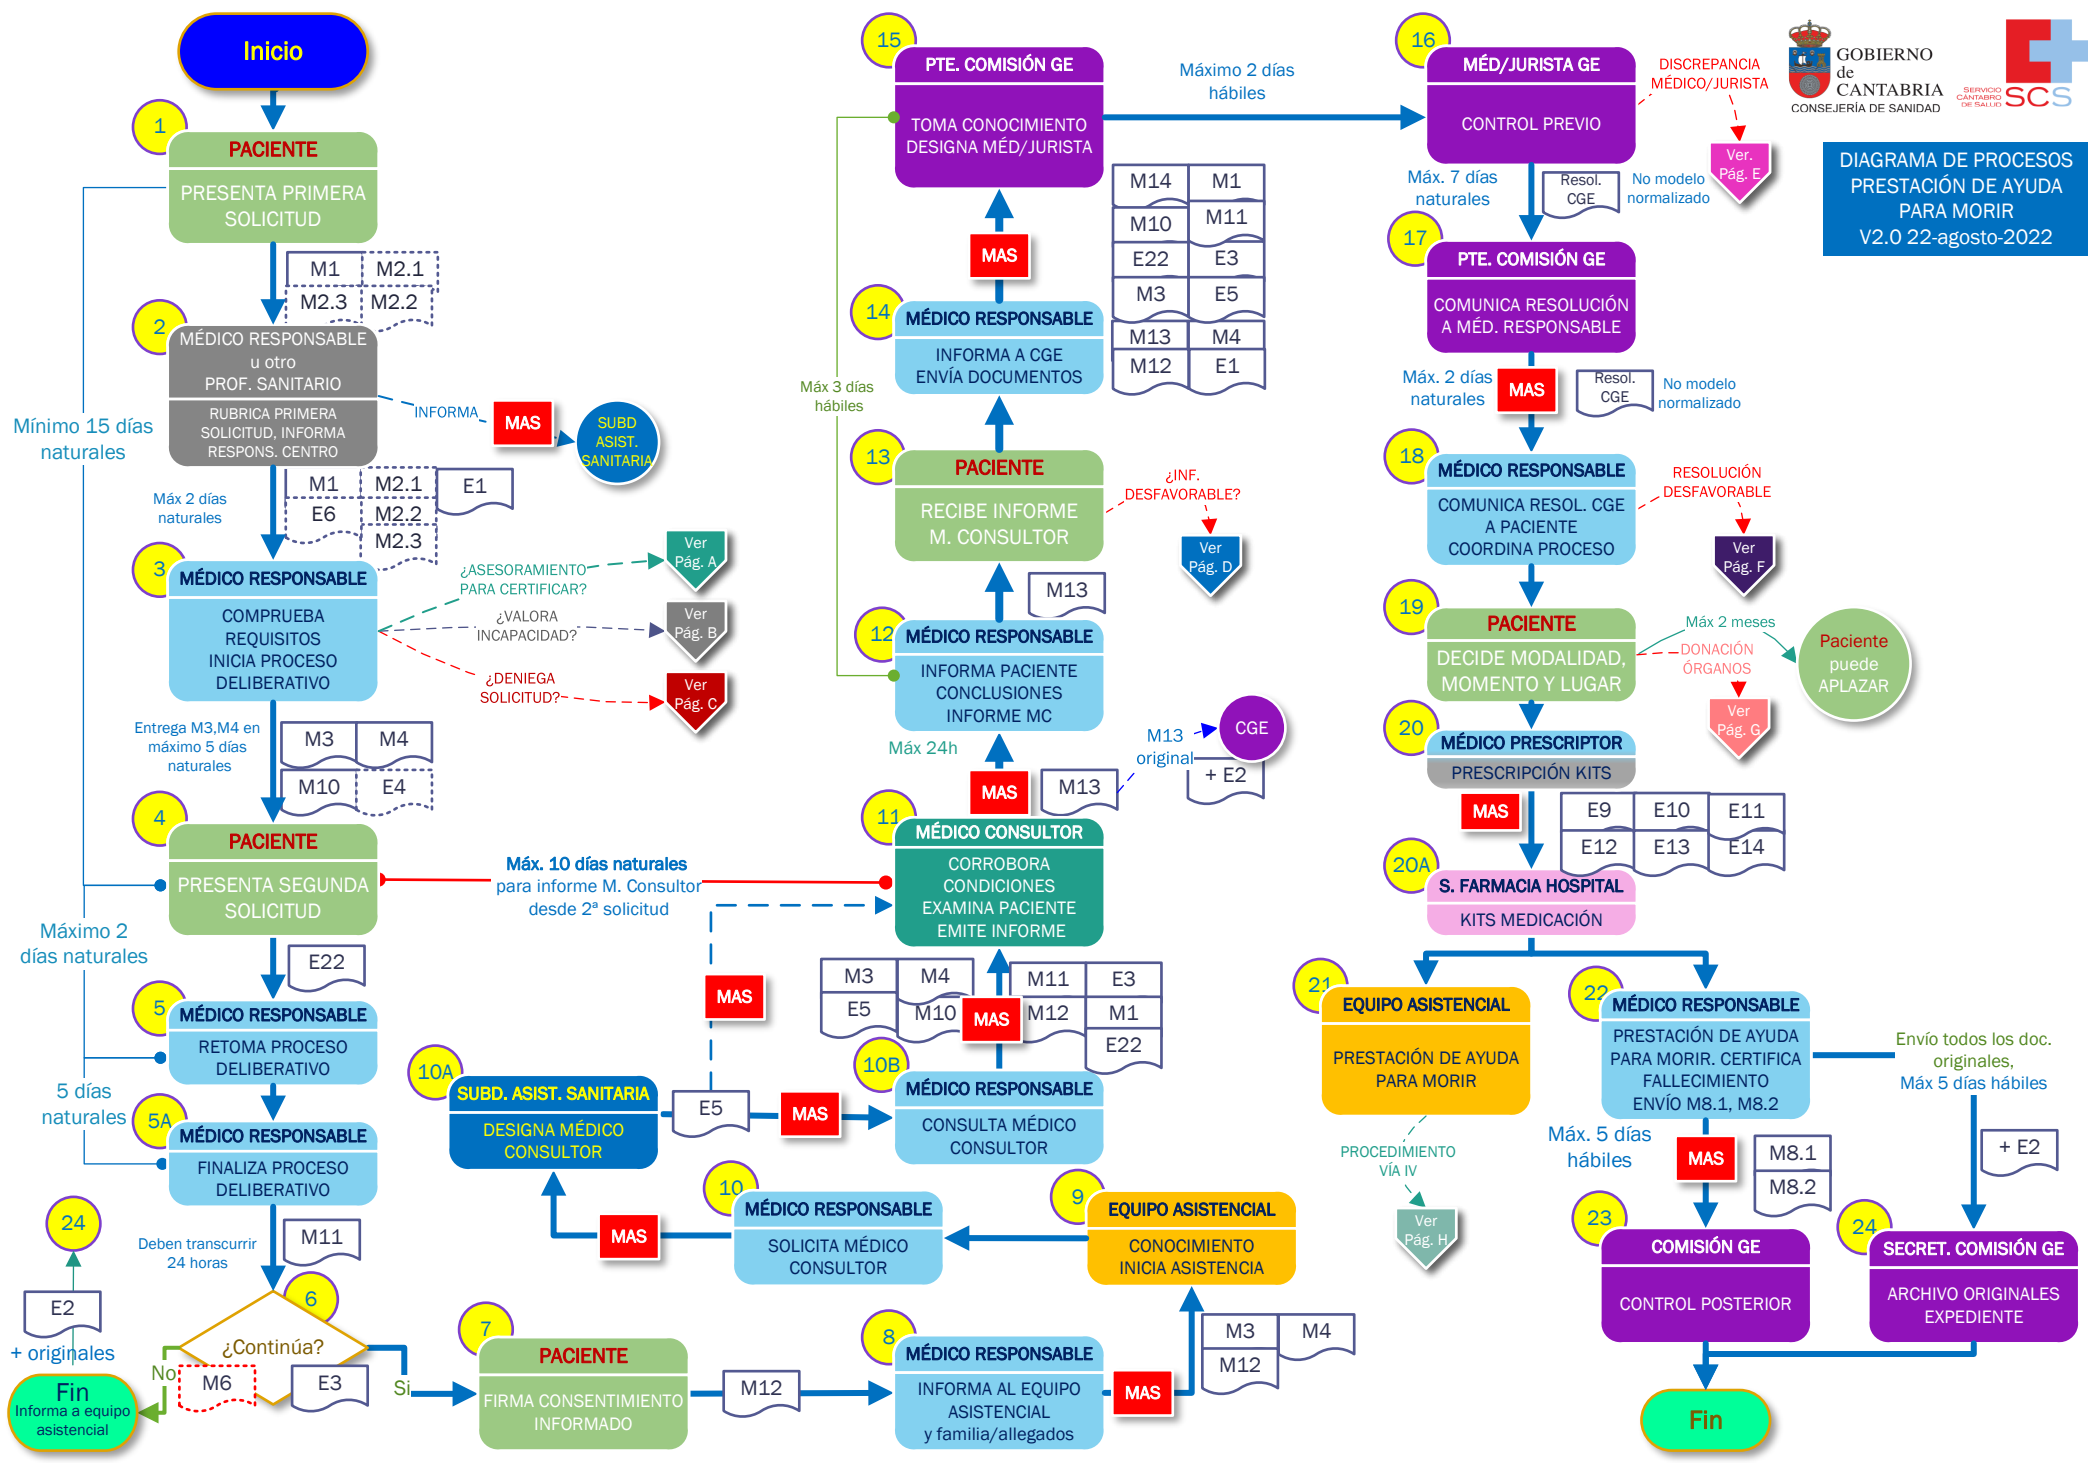 Inicio
1
PACIENTE
PRESENTA PRIMERA
SOLICITUD
M1
M2.1
M2.3
M2.2
2
MÉDICO RESPONSABLE
u otro
PROF. SANITARIO
RUBRICA PRIMERA
SOLICITUD, INFORMA
RESPONS. CENTRO
INFORMA
MAS
SUBD
ASIST.
SANITARIA
Mínimo 15 días
naturales
Máx 2 días
naturales
M1
M2.1
E1
E6
M2.2
M2.3
3
MÉDICO RESPONSABLE
COMPRUEBA
REQUISITOS
INICIA PROCESO
DELIBERATIVO
¿ASESORAMIENTO
PARA CERTIFICAR?
Ver
Pág. A
¿VALORA
INCAPACIDAD?
Ver
Pág. B
¿DENIEGA
SOLICITUD?
Ver
Pág. C
Entrega M3,M4 en
máximo 5 días
naturales
M3
M4
M10
E4
4
PACIENTE
PRESENTA SEGUNDA
SOLICITUD
Máx. 10 días naturales
para informe M. Consultor
desde 2ª solicitud
Máximo 2
días naturales
E22
5
MÉDICO RESPONSABLE
RETOMA PROCESO
DELIBERATIVO
5 días
naturales
5A
MÉDICO RESPONSABLE
FINALIZA PROCESO
DELIBERATIVO
24
Deben transcurrir
24 horas
M11
E2
+ originales
6
¿Continúa?
No
M6
E3
Si
Fin
Informa a equipo
asistencial
7
PACIENTE
FIRMA CONSENTIMIENTO
INFORMADO
M12
8
MÉDICO RESPONSABLE
INFORMA AL EQUIPO
ASISTENCIAL
y familia/allegados
MAS
M3
M4
M12
9
EQUIPO ASISTENCIAL
CONOCIMIENTO
INICIA ASISTENCIA
10
MÉDICO RESPONSABLE
SOLICITA MÉDICO
CONSULTOR
MAS
10A
SUBD. ASIST. SANITARIA
DESIGNA MÉDICO
CONSULTOR
E5
MAS
MAS
10B
MÉDICO RESPONSABLE
CONSULTA MÉDICO
CONSULTOR
M3
M4
E5
M10
MAS
M11
E3
M12
M1
E22
11
MÉDICO CONSULTOR
CORROBORA
CONDICIONES
EXAMINA PACIENTE
EMITE INFORME
Máx 24h
MAS
M13
M13
original
CGE
+ E2
12
MÉDICO RESPONSABLE
INFORMA PACIENTE
CONCLUSIONES
INFORME MC
M13
13
PACIENTE
RECIBE INFORME
M. CONSULTOR
¿INF.
DESFAVORABLE?
Ver
Pág. D
Máx 3 días
hábiles
14
MÉDICO RESPONSABLE
INFORMA A CGE
ENVÍA DOCUMENTOS
MAS
M14
M1
M10
M11
E22
E3
M3
E5
M13
M4
M12
E1
15
PTE. COMISIÓN GE
TOMA CONOCIMIENTO
DESIGNA MÉD/JURISTA
Máximo 2 días
hábiles
16
MÉD/JURISTA GE
CONTROL PREVIO
DISCREPANCIA
MÉDICO/JURISTA
Ver.
Pág. E
Máx. 7 días
naturales
Resol.
CGE
No modelo
normalizado
17
PTE. COMISIÓN GE
COMUNICA RESOLUCIÓN
A MÉD. RESPONSABLE
Máx. 2 días
naturales
MAS
Resol.
CGE
No modelo
normalizado
18
MÉDICO RESPONSABLE
COMUNICA RESOL. CGE
A PACIENTE
COORDINA PROCESO
RESOLUCIÓN
DESFAVORABLE
Ver
Pág. F
19
PACIENTE
DECIDE MODALIDAD,
MOMENTO Y LUGAR
Máx 2 meses
DONACIÓN
ÓRGANOS
Ver
Pág. G
Paciente
puede
APLAZAR
20
MÉDICO PRESCRIPTOR
PRESCRIPCIÓN KITS
MAS
E9
E10
E11
E12
E13
E14
20A
S. FARMACIA HOSPITAL
KITS MEDICACIÓN
21
EQUIPO ASISTENCIAL
PRESTACIÓN DE AYUDA
PARA MORIR
PROCEDIMIENTO
VÍA IV
Ver
Pág. H
22
MÉDICO RESPONSABLE
PRESTACIÓN DE AYUDA
PARA MORIR. CERTIFICA
FALLECIMIENTO
ENVÍO M8.1, M8.2
Envío todos los doc.
originales,
Máx 5 días hábiles
+ E2
Máx. 5 días
hábiles
MAS
M8.1
M8.2
23
COMISIÓN GE
CONTROL POSTERIOR
24
SECRET. COMISIÓN GE
ARCHIVO ORIGINALES
EXPEDIENTE
Fin
GOBIERNO
de
CANTABRIA
CONSEJERÍA DE SANIDAD
SERVICIO
CÁNTABRO
DE SALUD
SCS
DIAGRAMA DE PROCESOS
PRESTACIÓN DE AYUDA
PARA MORIR
V2.0 22-agosto-2022